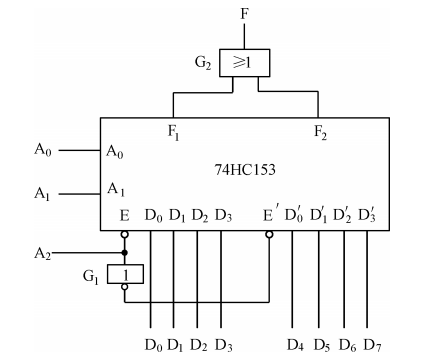 F
G₂ ≥1
F₁ F₂
A₀ A₀
74HC153
A₁ A₁
E D₀ D₁ D₂ D₃ E′ D′₀ D′₁ D′₂ D′₃
A₂
G₁ 1
D₀ D₁ D₂ D₃ D₄ D₅ D₆ D₇